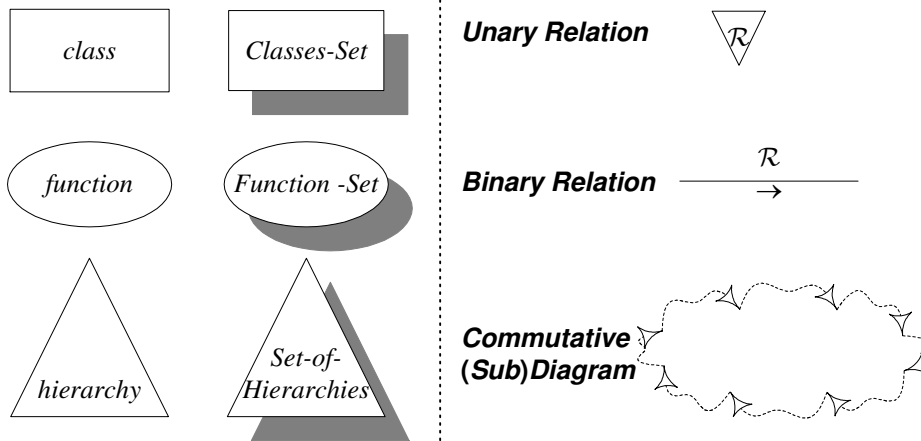 class
Classes-Set
function
Function -Set
hierarchy
Set-of-
Hierarchies
Unary Relation
R
Binary Relation
R
→
Commutative
(Sub)Diagram